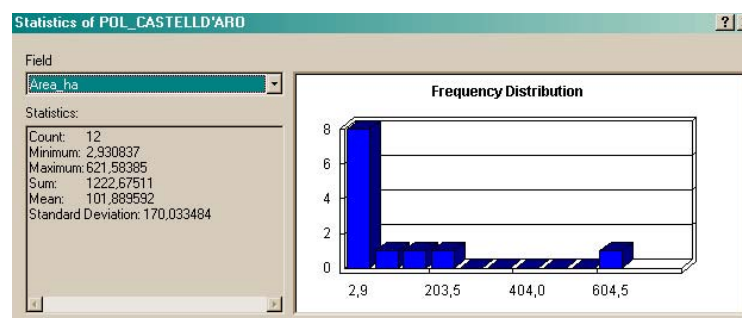 Statistics of POL_CASTELLD'ARO
Field
Area_ha
Statistics:
Count: 12
Minimum: 2,930837
Maximum: 621,58385
Sum: 1222,67511
Mean: 101,889592
Standard Deviation: 170,033484
Frequency Distribution
8
6
4
2
0
2,9 203,5 404,0 604,5